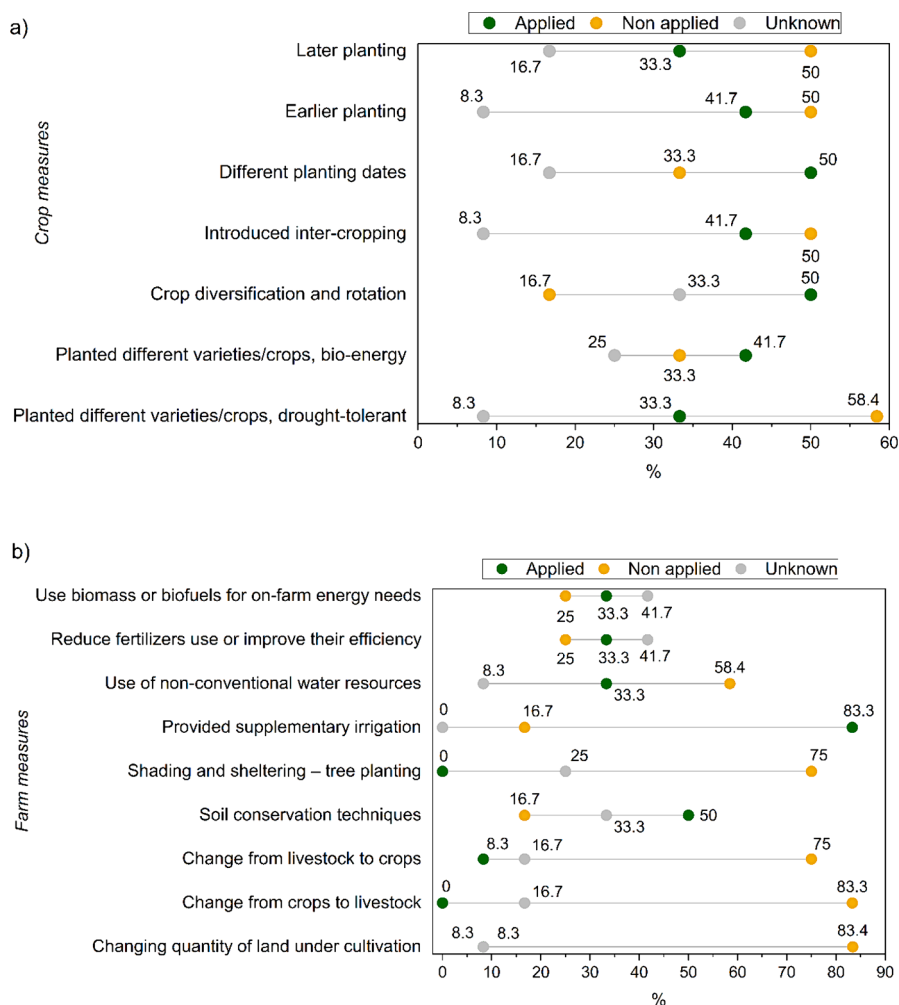 a)
Applied Non applied Unknown
Crop measures
Later planting
16.7 33.3 50
Earlier planting
8.3 41.7 50
Different planting dates
16.7 33.3 50
Introduced inter-cropping
8.3 41.7 50
Crop diversification and rotation
16.7 33.3 50
Planted different varieties/crops, bio-energy
25 33.3 41.7
Planted different varieties/crops, drought-tolerant
8.3 33.3 58.4
0 10 20 30 40 50 60
%
b)
Applied Non applied Unknown
Farm measures
Use biomass or biofuels for on-farm energy needs
25 33.3 41.7
Reduce fertilizers use or improve their efficiency
25 33.3 41.7
Use of non-conventional water resources
8.3 33.3 58.4
Provided supplementary irrigation
0 16.7 83.3
Shading and sheltering – tree planting
0 25 75
Soil conservation techniques
16.7 33.3 50
Change from livestock to crops
8.3 16.7 75
Change from crops to livestock
0 16.7 83.3
Changing quantity of land under cultivation
8.3 8.3 83.4
0 10 20 30 40 50 60 70 80 90
%